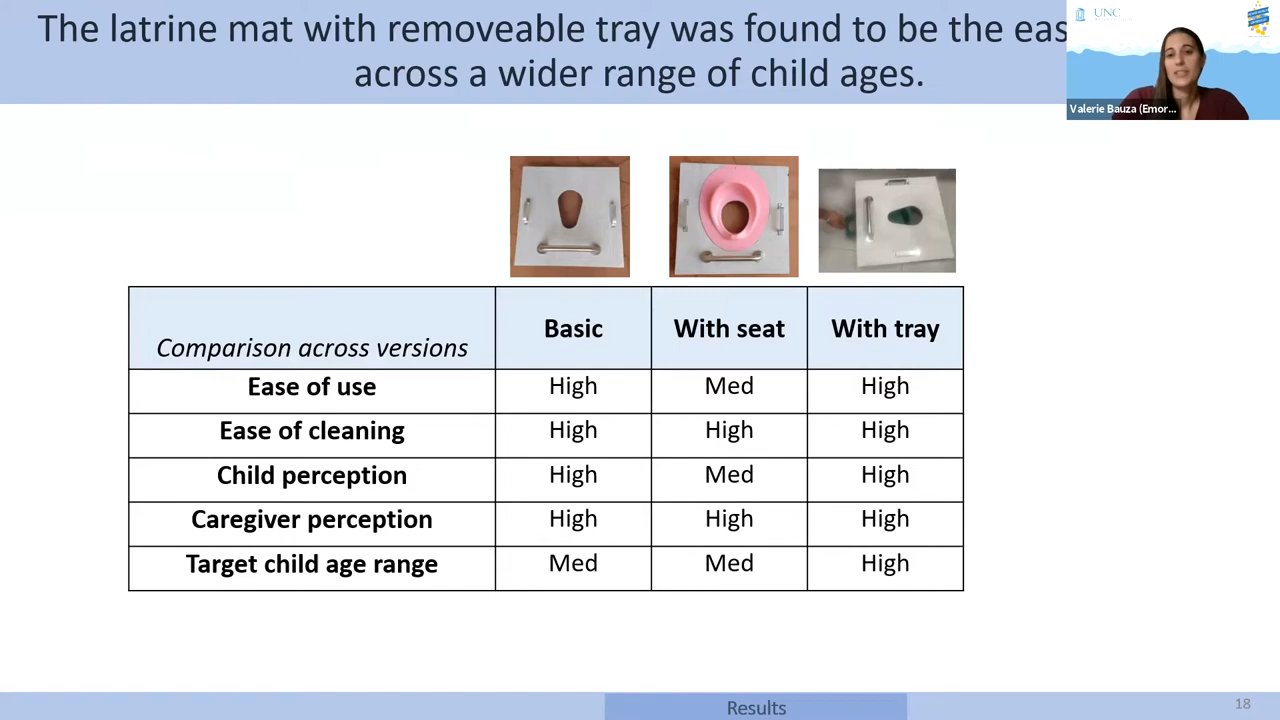 The latrine mat with removeable tray was found to be the eas
across a wider range of child ages.
UNC
Valerie Bauza (Emor...
Comparison across versions Basic With seat With tray
Ease of use High Med High
Ease of cleaning High High High
Child perception High Med High
Caregiver perception High High High
Target child age range Med Med High
Results
18